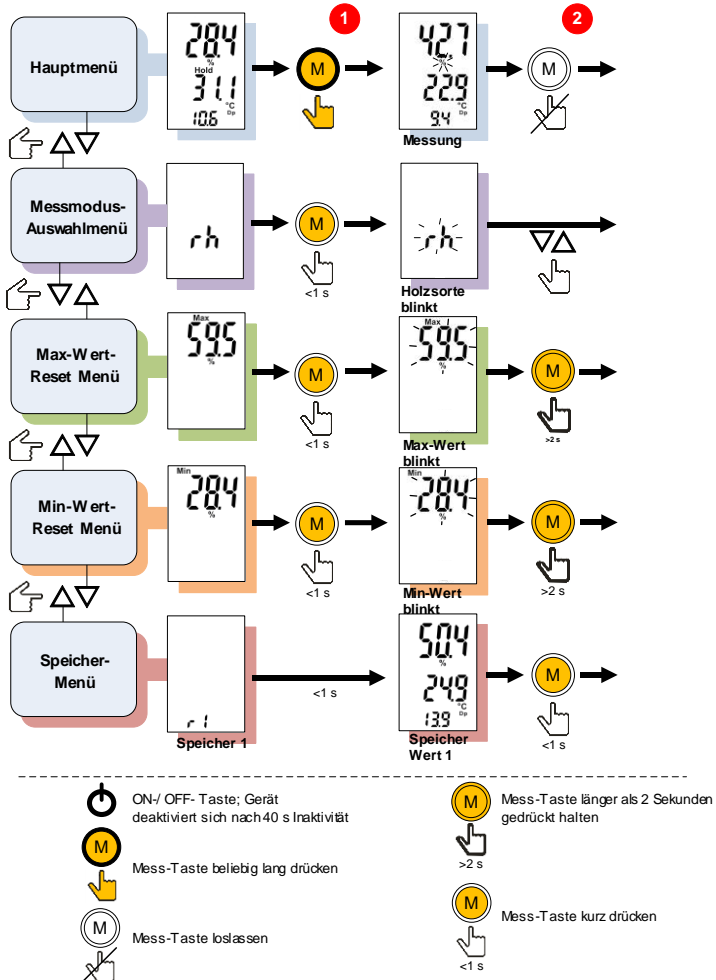 1
2
Hauptmenü
28.4
%
Hold
31.1
°C
10.6
Dp
M
42.7
%
22.9
°C
9.4
Dp
Messung
M
Messmodus-
Auswahlmenü
rh
M
<1 s
rh
Holzsorte
blinkt
Max-Wert-
Reset Menü
Max
59.5
%
M
<1 s
Max
59.5
%
Max-Wert
blinkt
M
>2 s
Min-Wert-
Reset Menü
Min
28.4
%
M
<1 s
Min
28.4
%
Min-Wert
blinkt
M
>2 s
Speicher-
Menü
r1
Speicher 1
<1 s
50.4
%
24.9
°C
13.9
Dp
Speicher
Wert 1
M
<1 s
ON-/ OFF- Taste; Gerät
deaktiviert sich nach 40 s Inaktivität
M
Mess-Taste beliebig lang drücken
M
Mess-Taste loslassen
M
Mess-Taste länger als 2 Sekunden
gedrückt halten
>2 s
M
Mess-Taste kurz drücken
<1 s